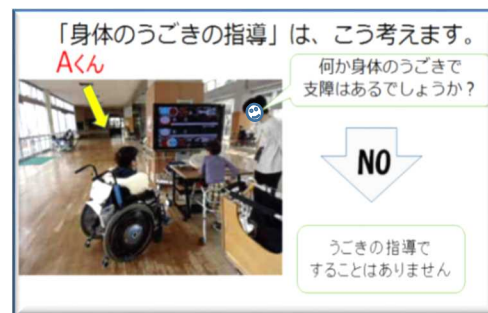 「身体のうごきの指導」は、こう考えます。
Aくん
何か身体のうごきで
支障はあるでしょうか？
NO
うごきの指導で
することはありません